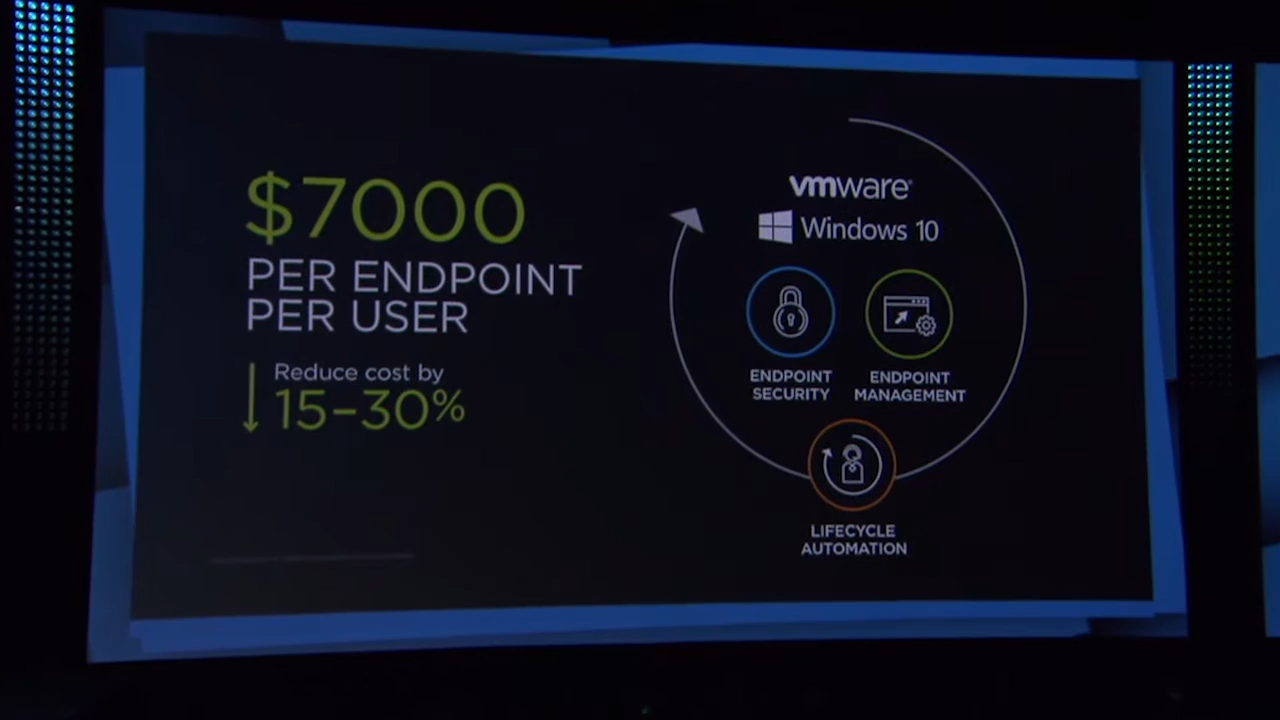 $7000
PER ENDPOINT
PER USER
Reduce cost by
15–30%
vmware®
Windows 10
ENDPOINT
SECURITY
ENDPOINT
MANAGEMENT
LIFECYCLE
AUTOMATION